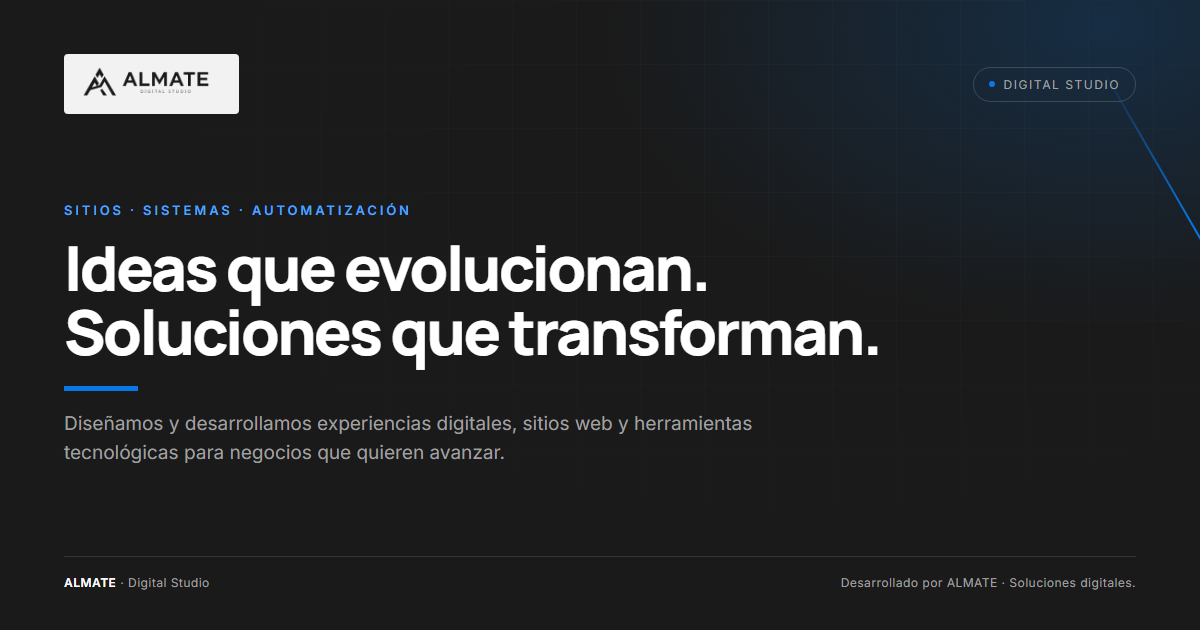 ALMATE
DIGITAL STUDIO
DIGITAL STUDIO
SITIOS · SISTEMAS · AUTOMATIZACIÓN
Ideas que evolucionan.
Soluciones que transforman.
Diseñamos y desarrollamos experiencias digitales, sitios web y herramientas
tecnológicas para negocios que quieren avanzar.
ALMATE · Digital Studio
Desarrollado por ALMATE · Soluciones digitales.